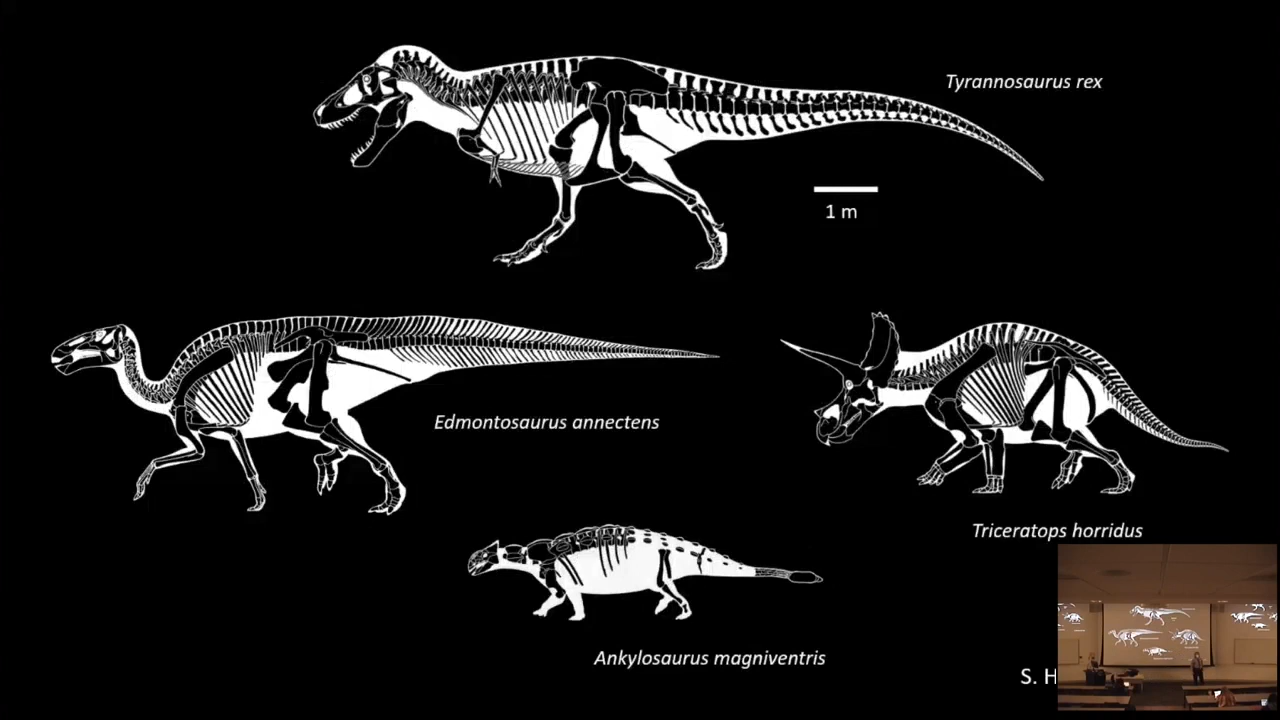 Tyrannosaurus rex
1 m
Edmontosaurus annectens
Triceratops horridus
Ankylosaurus magniventris
S. H